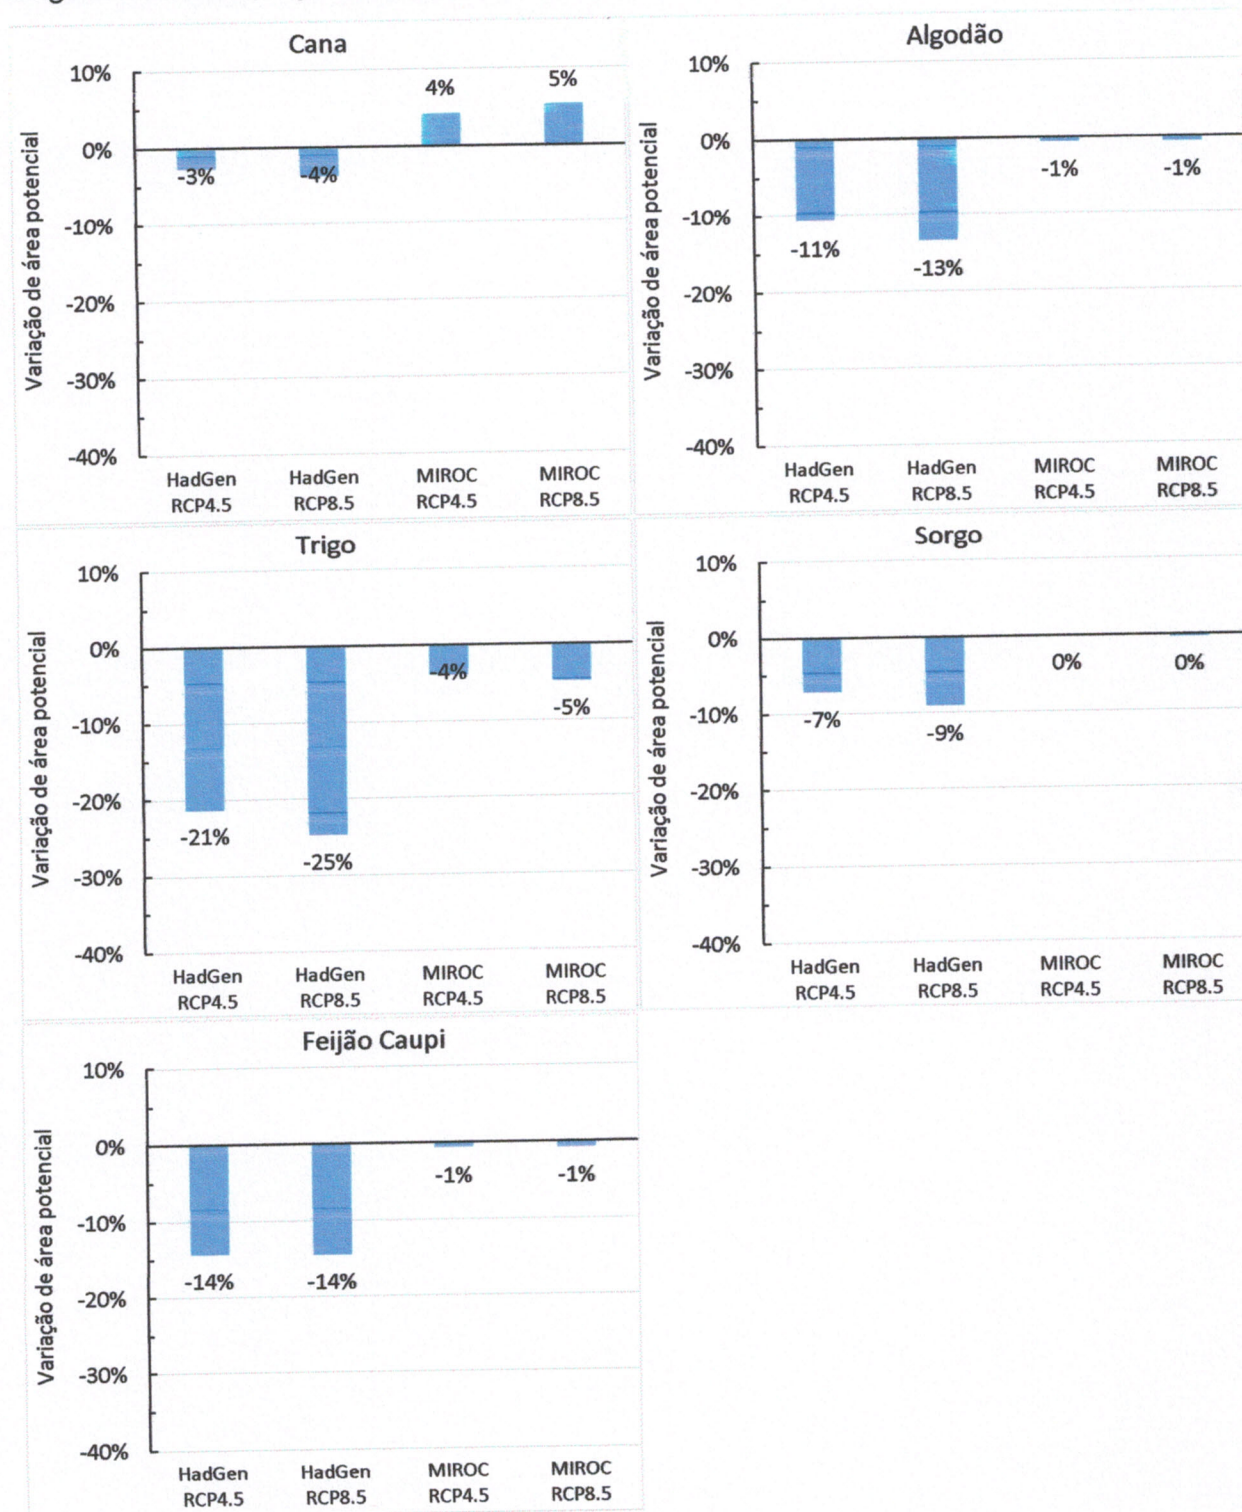 Cana
10%
0%
-10%
-20%
-30%
-40%
Variação de área potencial
-3%
-4%
4%
5%
HadGen
RCP4.5
HadGen
RCP8.5
MIROC
RCP4.5
MIROC
RCP8.5
Algodão
10%
0%
-10%
-20%
-30%
-40%
Variação de área potencial
-11%
-13%
-1%
-1%
HadGen
RCP4.5
HadGen
RCP8.5
MIROC
RCP4.5
MIROC
RCP8.5
Trigo
10%
0%
-10%
-20%
-30%
-40%
Variação de área potencial
-21%
-25%
-4%
-5%
HadGen
RCP4.5
HadGen
RCP8.5
MIROC
RCP4.5
MIROC
RCP8.5
Sorgo
10%
0%
-10%
-20%
-30%
-40%
Variação de área potencial
-7%
-9%
0%
0%
HadGen
RCP4.5
HadGen
RCP8.5
MIROC
RCP4.5
MIROC
RCP8.5
Feijão Caupi
10%
0%
-10%
-20%
-30%
-40%
Variação de área potencial
-14%
-14%
-1%
-1%
HadGen
RCP4.5
HadGen
RCP8.5
MIROC
RCP4.5
MIROC
RCP8.5